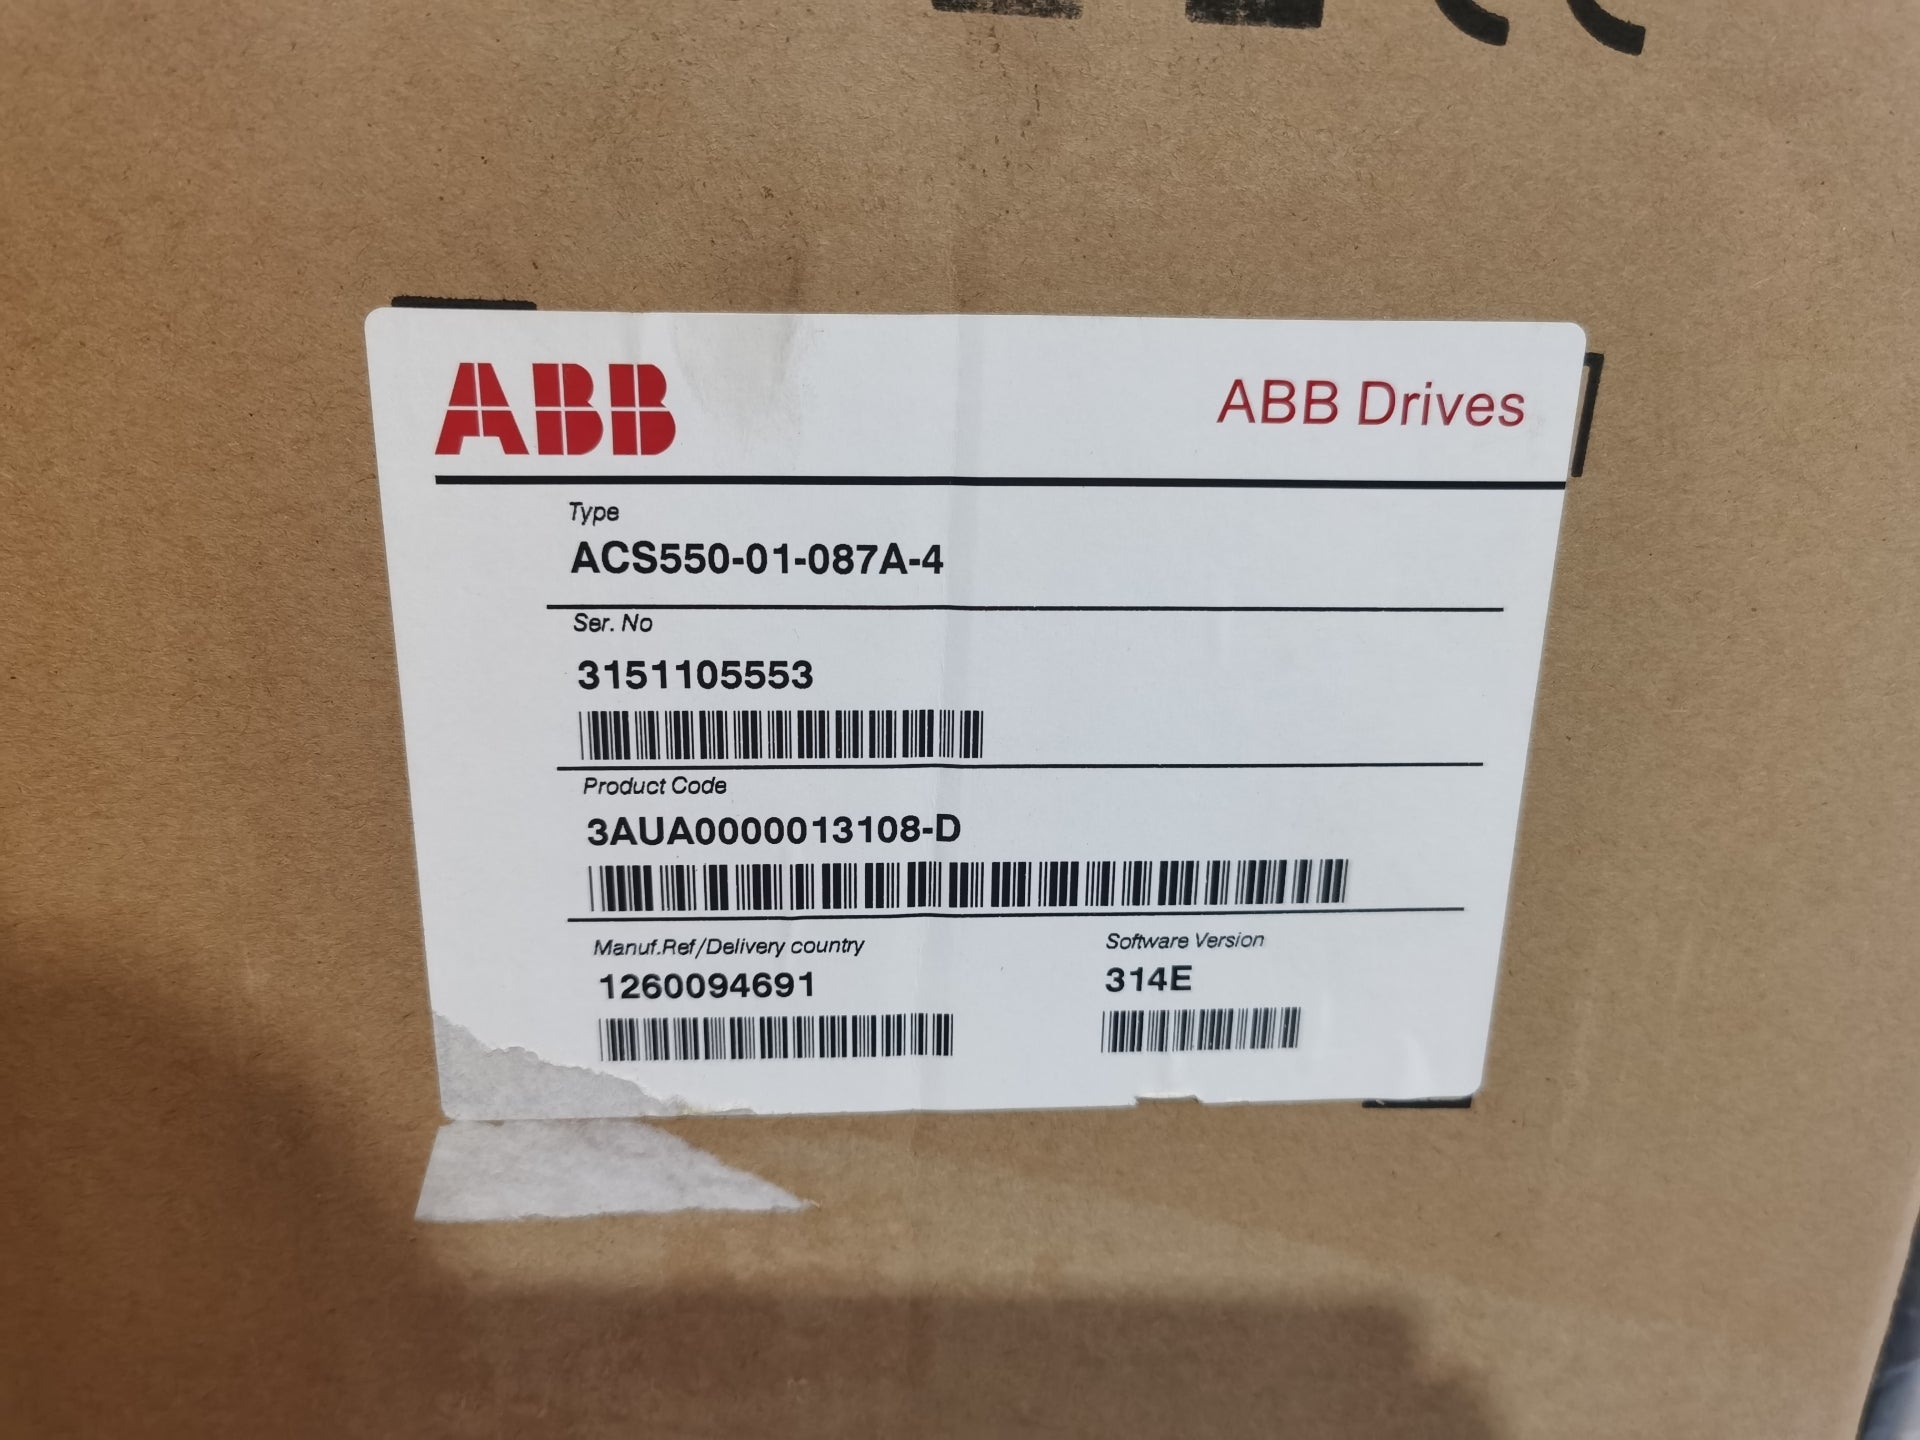 ABB
ABB Drives
Type
ACS550-01-087A-4
Ser. No
3151105553
Product Code
3AUA0000013108-D
Manuf.Ref/Delivery country
Software Version
1260094691
314E